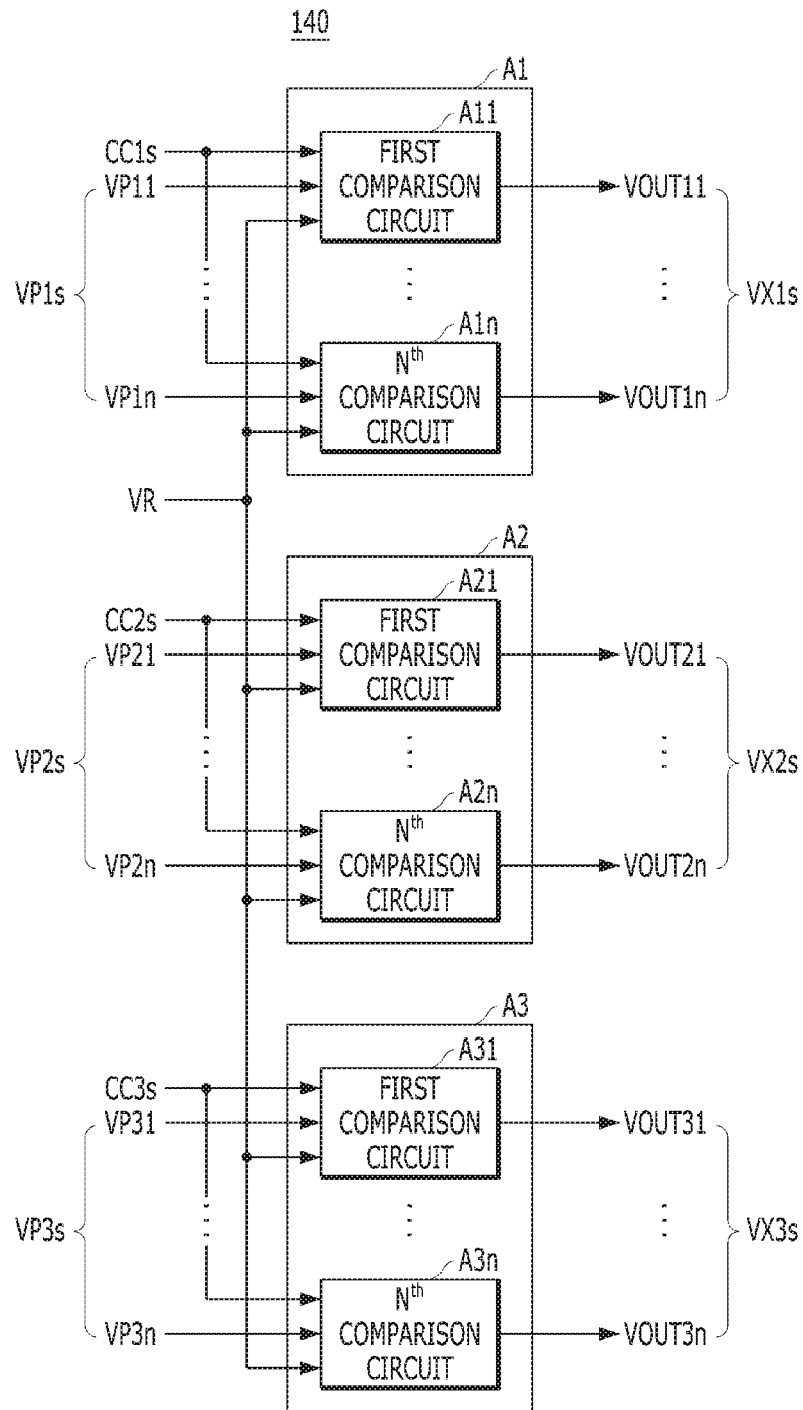 140
A1
A11
CC1s
VP11
FIRST
COMPARISON
CIRCUIT
VOUT11
VP1s
VX1s
A1n
VP1n
Nth
COMPARISON
CIRCUIT
VOUT1n
VR
A2
A21
CC2s
VP21
FIRST
COMPARISON
CIRCUIT
VOUT21
VP2s
VX2s
A2n
VP2n
Nth
COMPARISON
CIRCUIT
VOUT2n
A3
A31
CC3s
VP31
FIRST
COMPARISON
CIRCUIT
VOUT31
VP3s
VX3s
A3n
VP3n
Nth
COMPARISON
CIRCUIT
VOUT3n